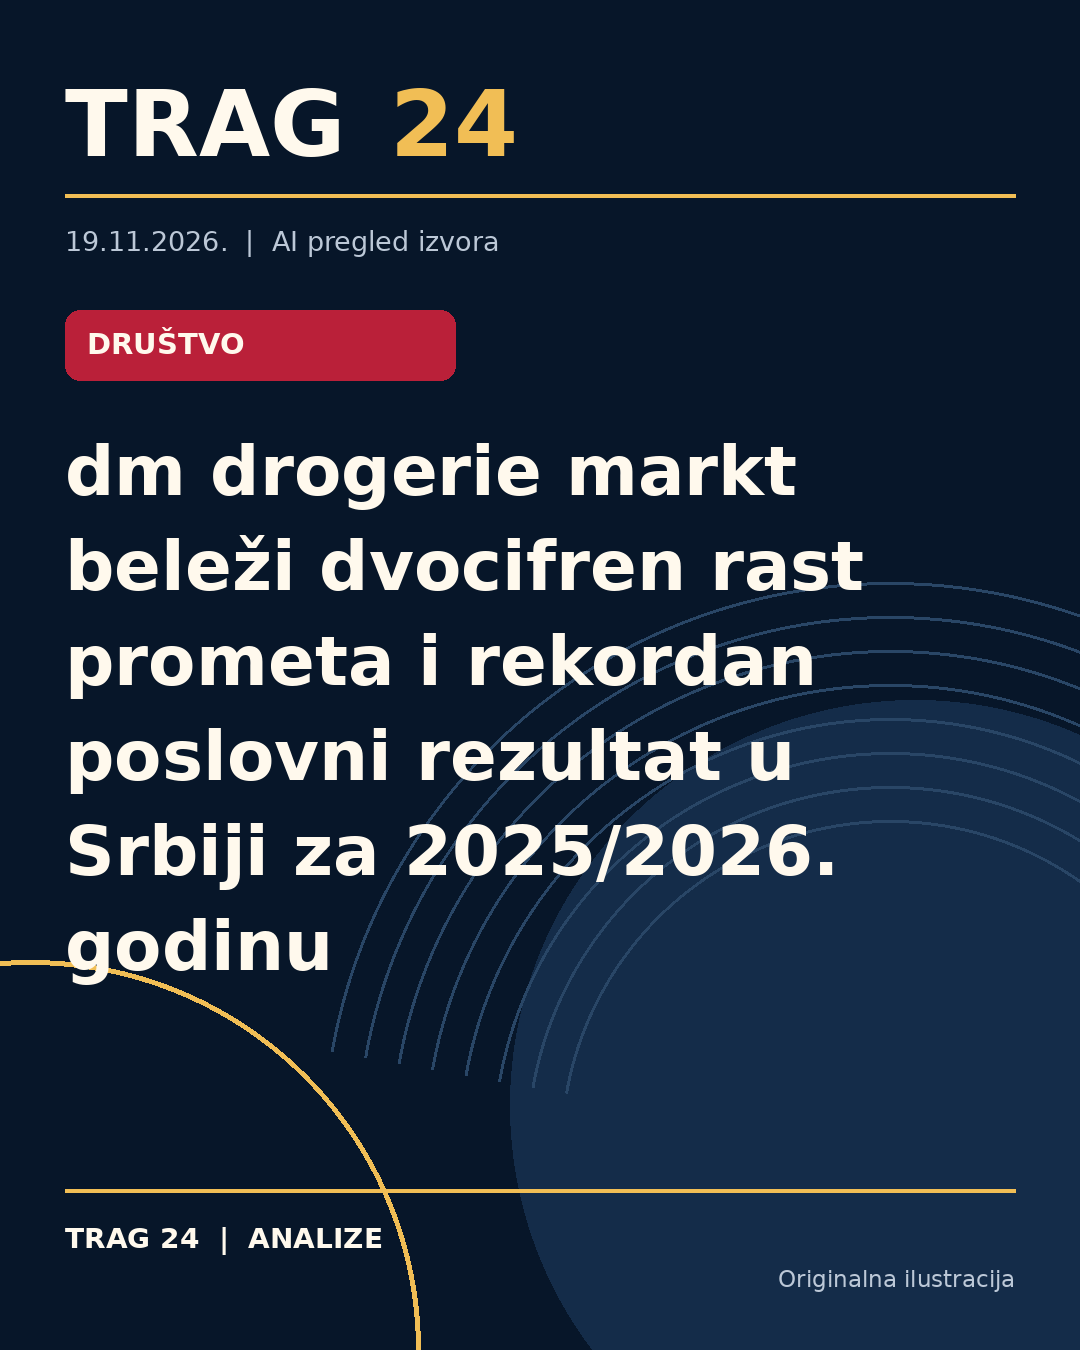 TRAG 24
19.11.2026. | AI pregled izvora
DRUŠTVO
dm drogerie markt
beleži dvocifren rast
prometa i rekordan
poslovni rezultat u
Srbiji za 2025/2026.
godinu
TRAG 24 | ANALIZE
Originalna ilustracija